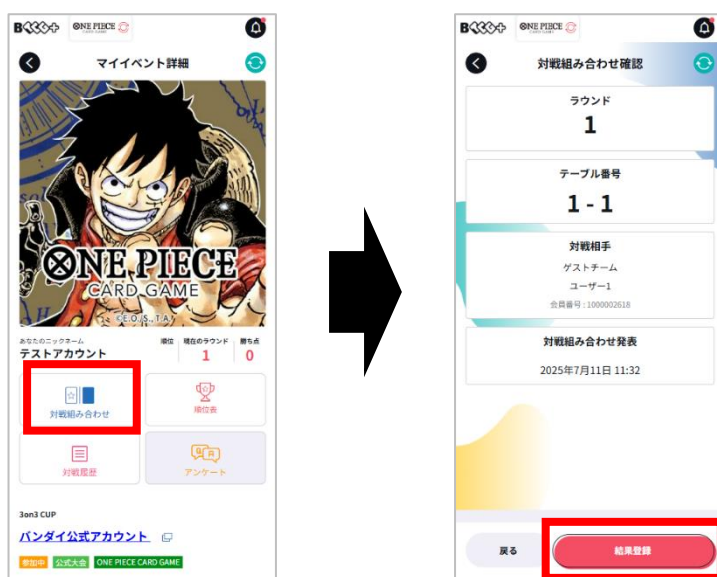 BCCG+ ONE PIECE CARD GAME
マイイベント詳細
ONE PIECE
CARD GAME
©E.O./S., T.A.
あなたのニックネーム
テストアカウント
順位 現在のラウンド 勝ち点
1 0
対戦組み合わせ
順位表
対戦履歴
アンケート
3on3 CUP
バンダイ公式アカウント
参加中 公式大会 ONE PIECE CARD GAME
BCCG+ ONE PIECE CARD GAME
対戦組み合わせ確認
ラウンド
1
テーブル番号
1 - 1
対戦相手
ゲストチーム
ユーザー1
会員番号 : 1000002618
対戦組み合わせ発表
2025年7月11日 11:32
戻る
結果登録